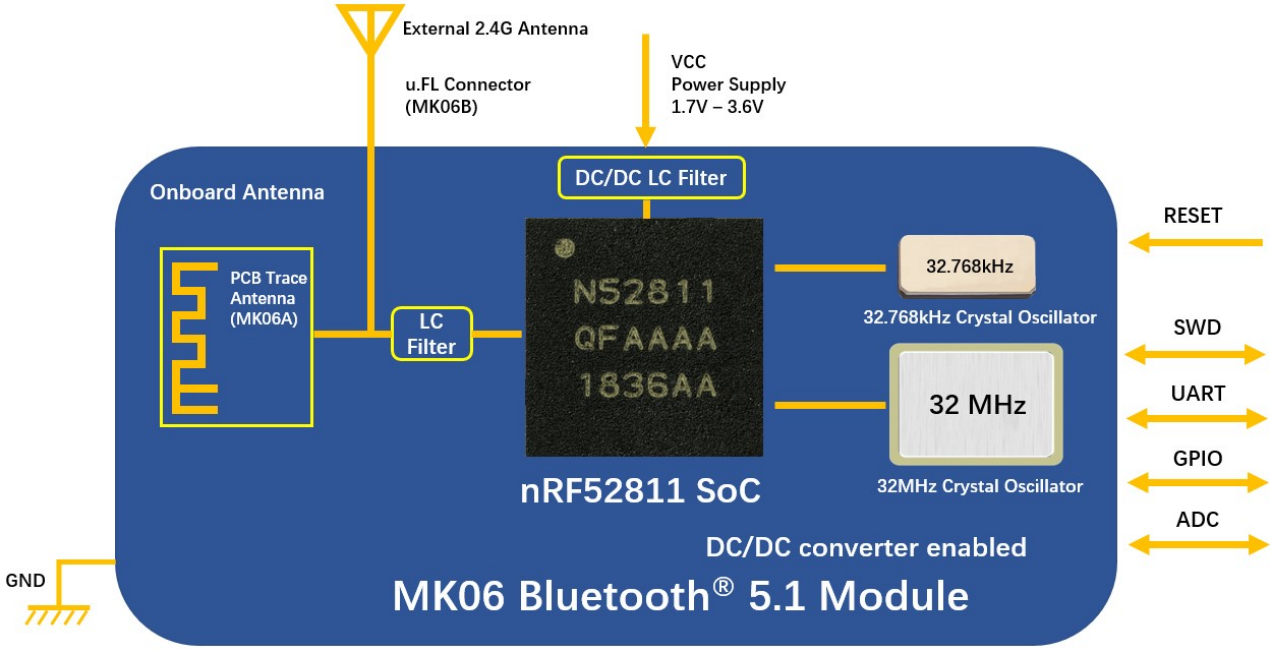 External 2.4G Antenna
u.FL Connector
(MK06B)
VCC
Power Supply
1.7V – 3.6V
Onboard Antenna
DC/DC LC Filter
PCB Trace
Antenna
(MK06A)
LC
Filter
N52811
QFAAAA
1836AA
nRF52811 SoC
32.768kHz
32.768kHz Crystal Oscillator
32 MHz
32MHz Crystal Oscillator
RESET
SWD
UART
GPIO
ADC
GND
DC/DC converter enabled
MK06 Bluetooth® 5.1 Module